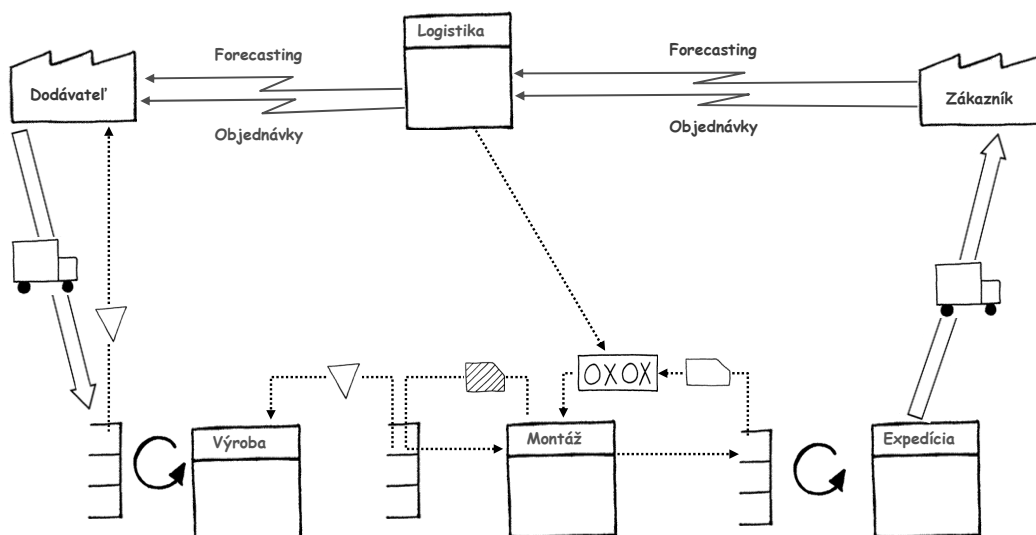 Logistika
Forecasting
Forecasting
Dodávateľ
Zákazník
Objednávky
Objednávky
OXOX
Výroba
Montáž
Expedícia